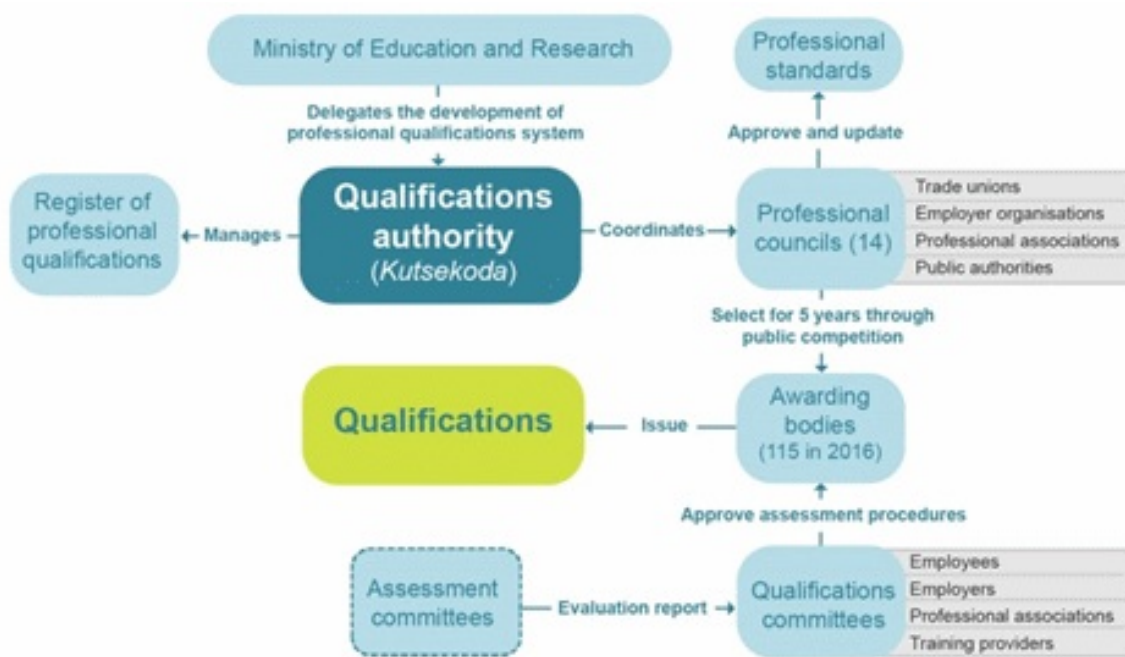 Ministry of Education and Research
Professional
standards
Delegates the development of
professional qualifications system
Approve and update
Register of
professional
qualifications
Manages
Qualifications
authority
(Kutsekoda)
Coordinates
Professional
councils (14)
Trade unions
Employer organisations
Professional associations
Public authorities
Select for 5 years through
public competition
Qualifications
Issue
Awarding
bodies
(115 in 2016)
Approve assessment procedures
Assessment
committees
Evaluation report
Qualifications
committees
Employees
Employers
Professional associations
Training providers